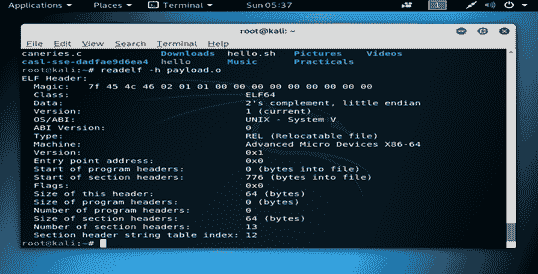 Applications Places Terminal Sun 05:37 1
root@kali: ~
File Edit View Search Terminal Help
caneries.c Downloads hello.sh Pictures Videos
casl-sse-dadfae9d6ea4 hello Music Practicals
root@kali:~# readelf -h payload.o
ELF Header:
Magic: 7f 45 4c 46 02 01 01 00 00 00 00 00 00 00 00 00
Class: ELF64
Data: 2's complement, little endian
Version: 1 (current)
OS/ABI: UNIX - System V
ABI Version: 0
Type: REL (Relocatable file)
Machine: Advanced Micro Devices X86-64
Version: 0x1
Entry point address: 0x0
Start of program headers: 0 (bytes into file)
Start of section headers: 776 (bytes into file)
Flags: 0x0
Size of this header: 64 (bytes)
Size of program headers: 0 (bytes)
Number of program headers: 0
Size of section headers: 64 (bytes)
Number of section headers: 13
Section header string table index: 12
root@kali:~#